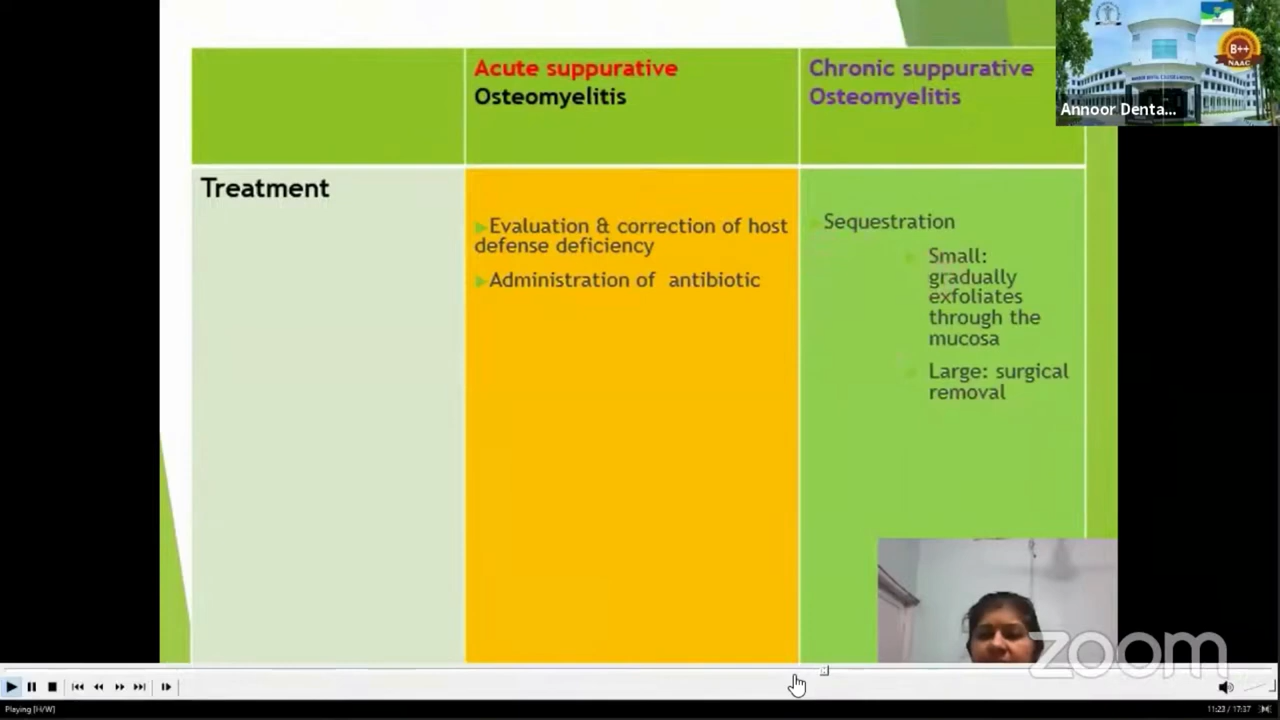 Acute suppurative
Osteomyelitis
Chronic suppurative
Osteomyelitis
B++
NAAC
Annoor Denta...
Treatment
Evaluation & correction of host
defense deficiency
Administration of antibiotic
Sequestration
Small:
gradually
exfoliates
through the
mucosa
Large: surgical
removal
zoom
Playing [H/W]
11:23 / 17:37